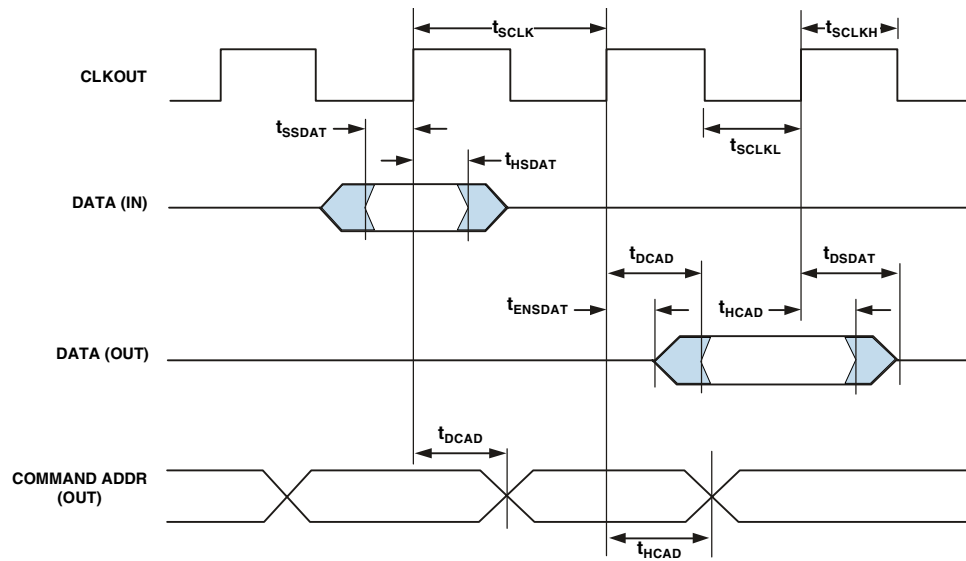 tSCLK
tSCLKH
CLKOUT
tSSDAT
tHSDAT
tSCLKL
DATA (IN)
tDCAD
tDSDAT
tENSDAT
tHCAD
DATA (OUT)
tDCAD
COMMAND ADDR
(OUT)
tHCAD